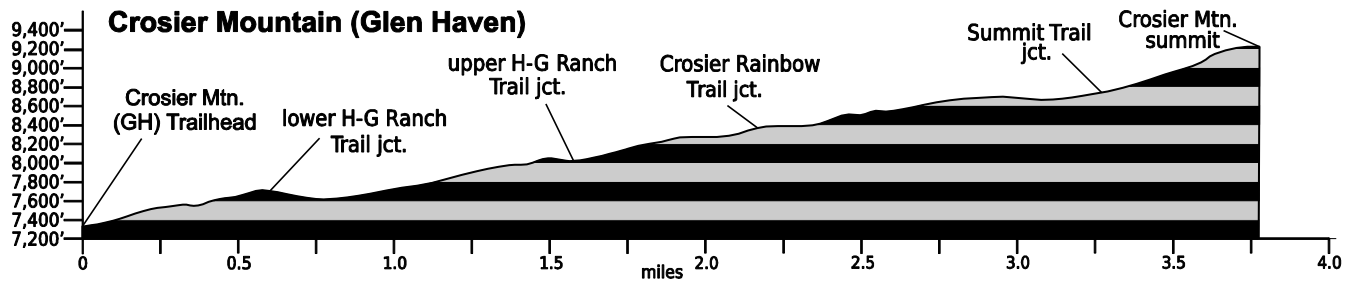 Crosier Mountain (Glen Haven)
9,400’
9,200’
9,000’
8,800’
8,600’
8,400’
8,200’
8,000’
7,800’
7,600’
7,400’
7,200’
Crosier Mtn.
(GH) Trailhead
lower H-G Ranch
Trail jct.
upper H-G Ranch
Trail jct.
Crosier Rainbow
Trail jct.
Summit Trail
jct.
Crosier Mtn.
summit
0 0.5 1.0 1.5 2.0 2.5 3.0 3.5 4.0
miles